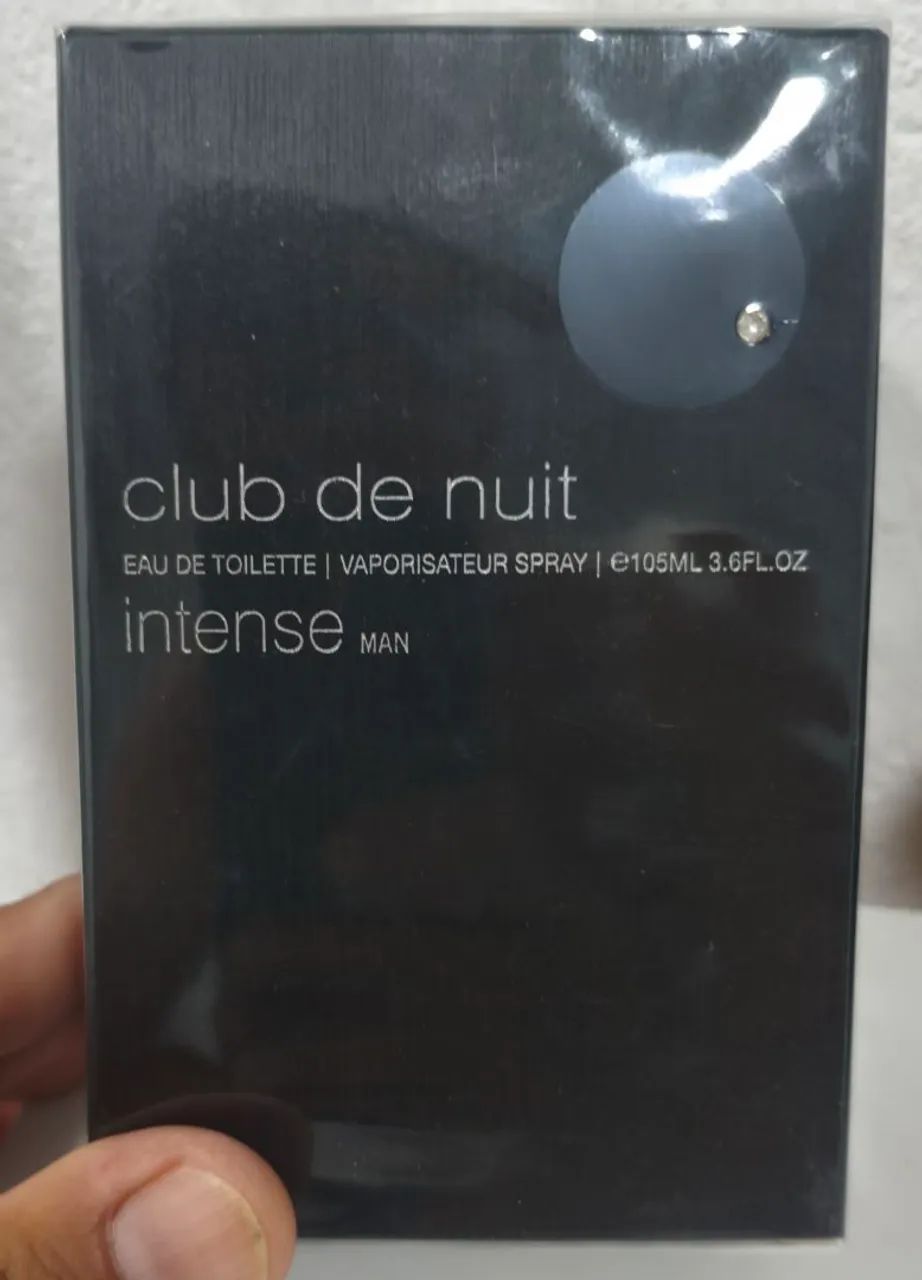 club de nuit
EAU DE TOILETTE | VAPORISATEUR SPRAY | ℮105ML 3.6FL.OZ
intense MAN